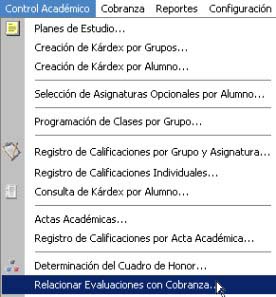 Control Académico Cobranza Reportes Configuración
Planes de Estudio...
Creación de Kárdex por Grupos...
Creación de Kárdex por Alumno...
Selección de Asignaturas Opcionales por Alumno...
Programación de Clases por Grupo...
Registro de Calificaciones por Grupo y Asignatura...
Registro de Calificaciones Individuales...
Consulta de Kárdex por Alumno...
Actas Académicas...
Registro de Calificaciones por Acta Académica...
Determinación del Cuadro de Honor...
Relacionar Evaluaciones con Cobranza...